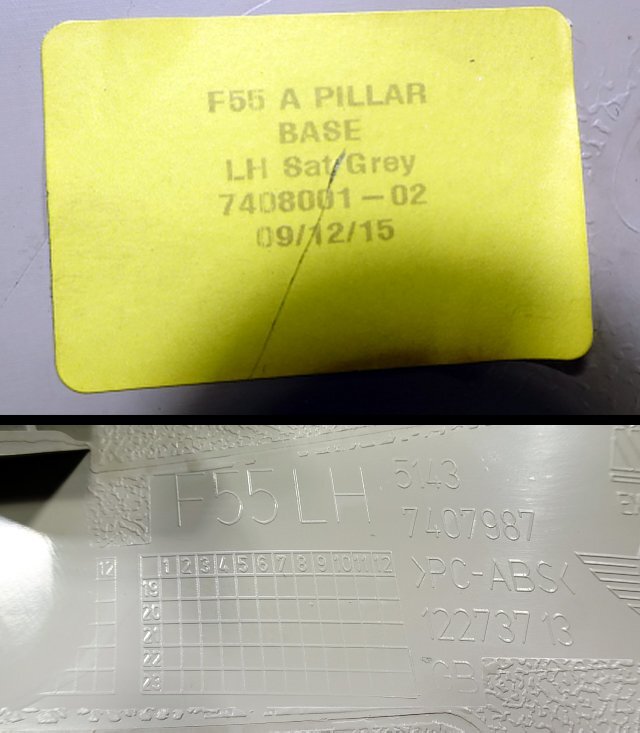 F55 A PILLAR
BASE
LH Sat Grey
7408001-02
09/12/15
F55 LH
5143
7407987
>PC-ABS<
12273713
GB
12
1 2 3 4 5 6 7 8 9 10 11 12
19
20
21
22
23